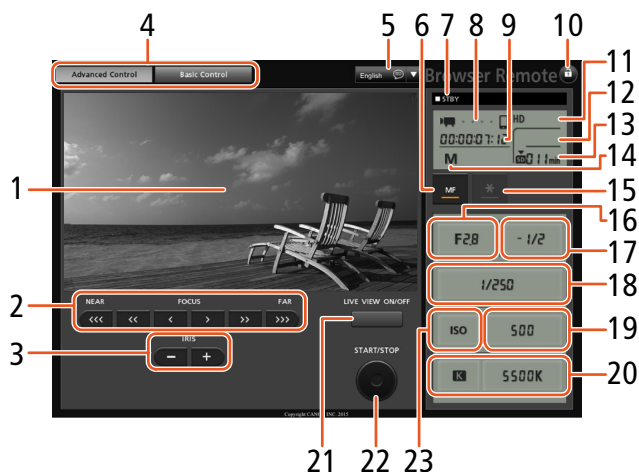 4 5 6 7 8 9 10
Advanced Control Basic Control English Browser Remote
11
STBY
12
HD
13
00:00:07:12
011 min
14
M
15
MF
1
16
F2.8 -1/2
17
1/250
18
2
NEAR FOCUS FAR
<<< << < > >> >>>
LIVE VIEW ON/OFF
ISO 500
19
3
IRIS
- +
START/STOP
K 5500K
20
Copyright CANON INC. 2015
21 22 23